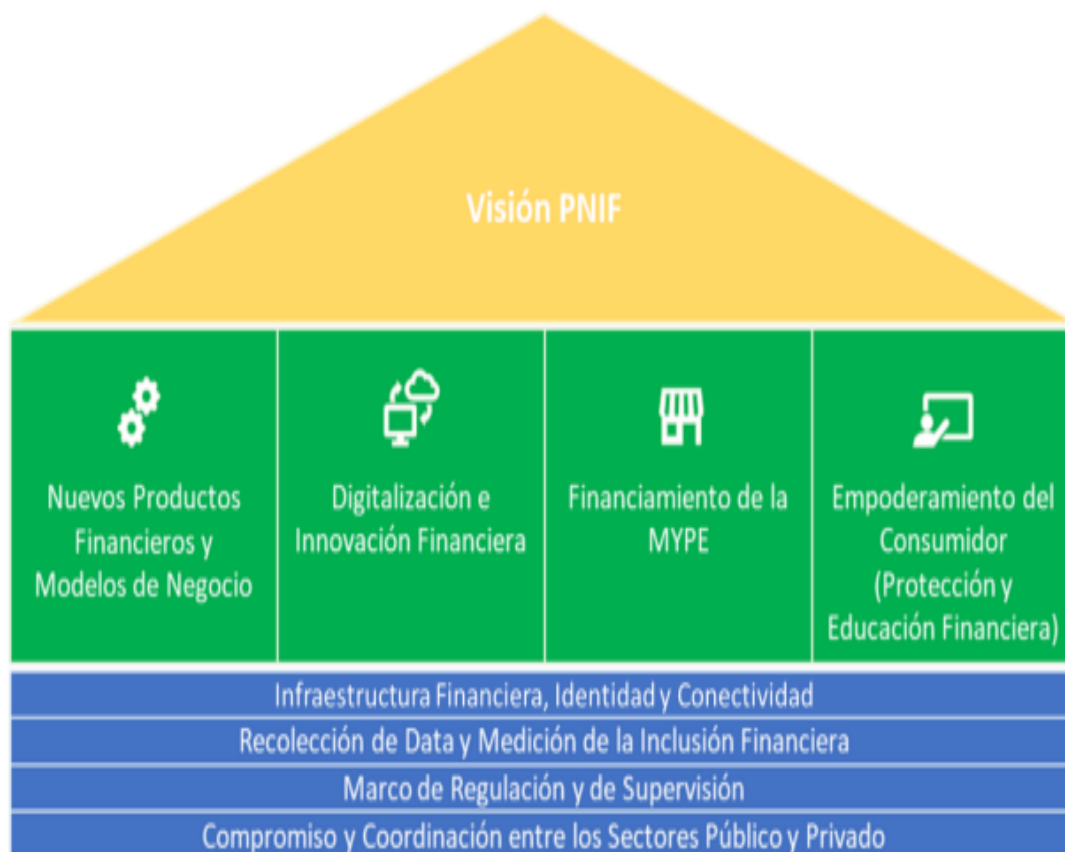 Visión PNIF
Nuevos Productos
Financieros y
Modelos de Negocio
Digitalización e
Innovación Financiera
Financiamiento de la
MYPE
Empoderamiento del
Consumidor
(Protección y
Educación Financiera)
Infraestructura Financiera, Identidad y Conectividad
Recolección de Data y Medición de la Inclusión Financiera
Marco de Regulación y de Supervisión
Compromiso y Coordinación entre los Sectores Público y Privado